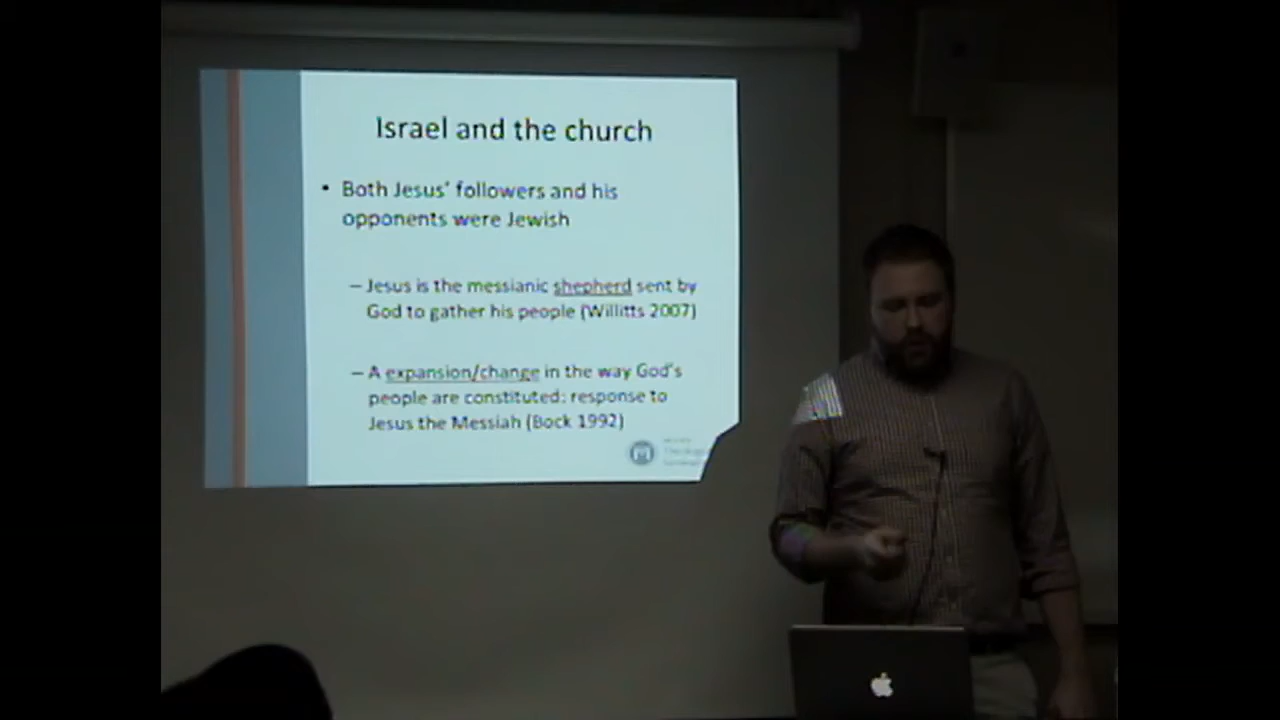 Israel and the church
• Both Jesus' followers and his
opponents were Jewish
– Jesus is the messianic shepherd sent by
God to gather his people (Willitts 2007)
– A expansion/change in the way God's
people are constituted: response to
Jesus the Messiah (Bock 1992)